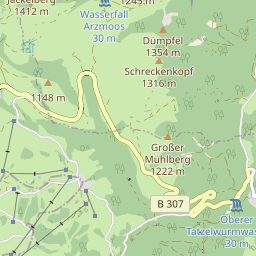 Jackelberg
1412 m
Wasserfall
Arzmoos
30 m
1245 m
Dümpfel
1354 m
Schreckenkopf
1316 m
1148 m
Großer
Mühlberg
1222 m
B 307
Oberer
Tatzelwurmwas
30 m